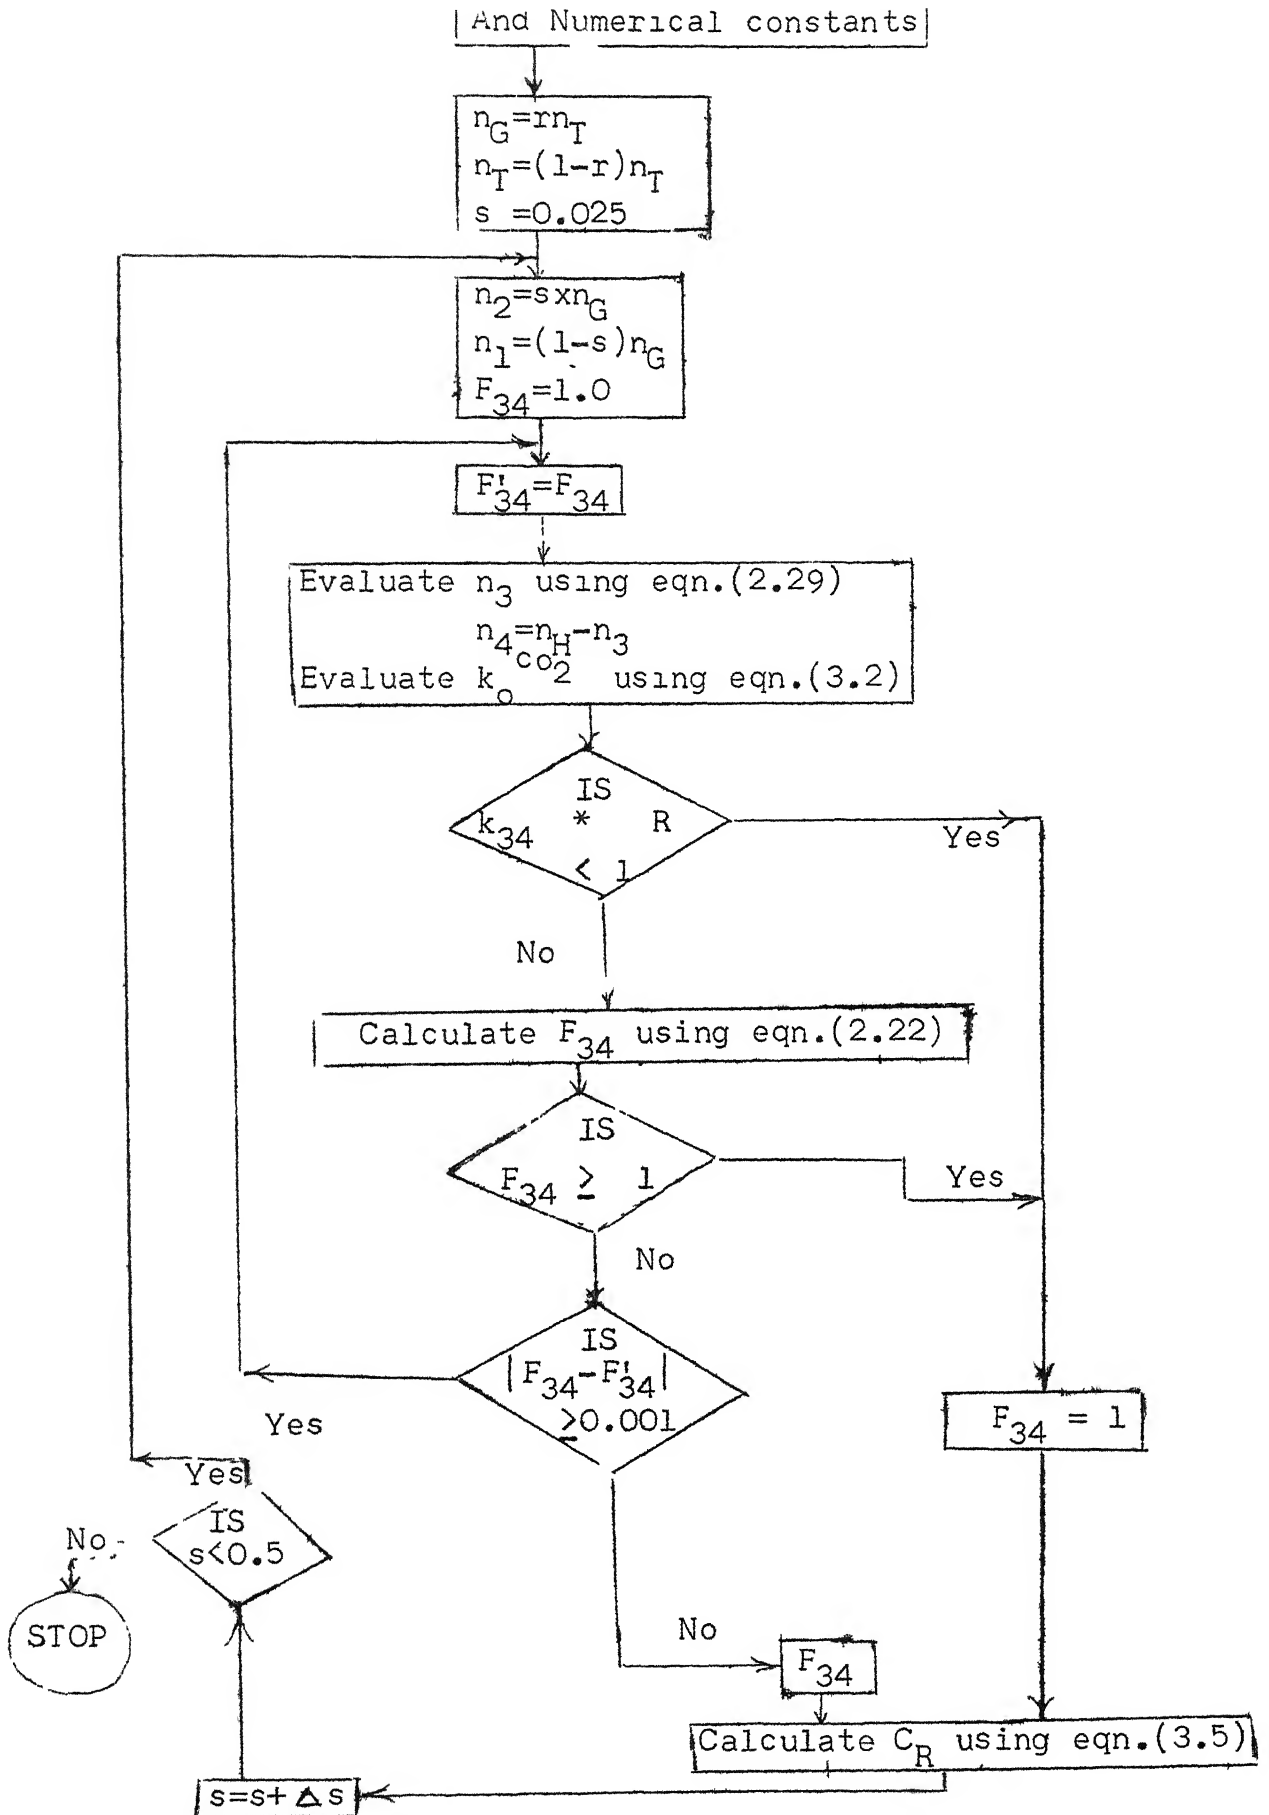 And Numerical constants
n_G=rn_T
n_T=(1-r)n_T
s =0.025
n_2=sxn_G
n_1=(1-s)n_G
F_34=1.0
F'_34=F_34
Evaluate n_3 using eqn.(2.29)
n_4=n_H-n_3
Evaluate k_o^co_2 using eqn.(3.2)
IS
k_34 * R
< 1
Yes
No
Calculate F_34 using eqn.(2.22)
IS
F_34 ≥ 1
Yes
No
IS
|F_34-F'_34|
≥0.001
Yes
F_34 = 1
Yes
IS
s<0.5
No
STOP
No
F_34
Calculate C_R using eqn.(3.5)
s=s+ Δ s